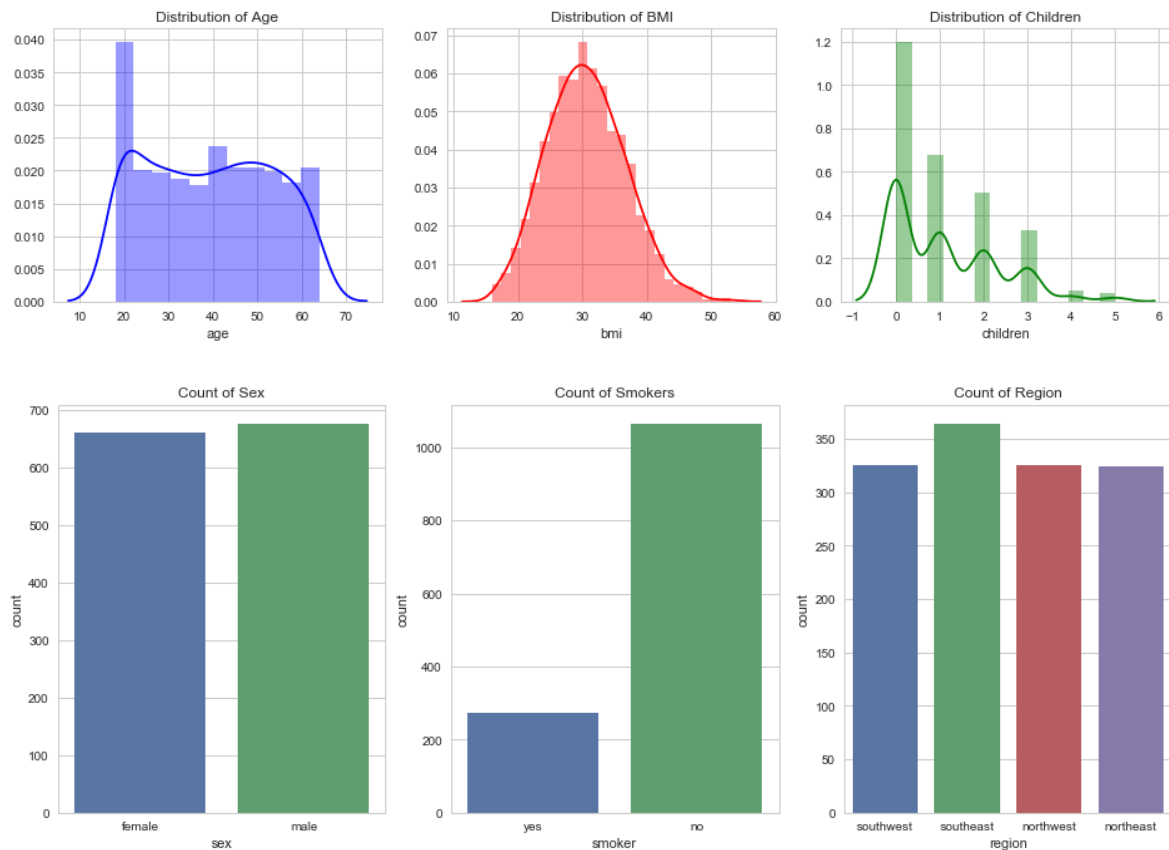 Distribution of Age
0.040
0.035
0.030
0.025
0.020
0.015
0.010
0.005
0.000
10 20 30 40 50 60 70
age
Distribution of BMI
0.07
0.06
0.05
0.04
0.03
0.02
0.01
0.00
10 20 30 40 50 60
bmi
Distribution of Children
1.2
1.0
0.8
0.6
0.4
0.2
0.0
−1 0 1 2 3 4 5 6
children
Count of Sex
700
600
500
400
300
200
100
0
count
female male
sex
Count of Smokers
1000
800
600
400
200
0
count
yes no
smoker
Count of Region
350
300
250
200
150
100
50
0
count
southwest southeast northwest northeast
region